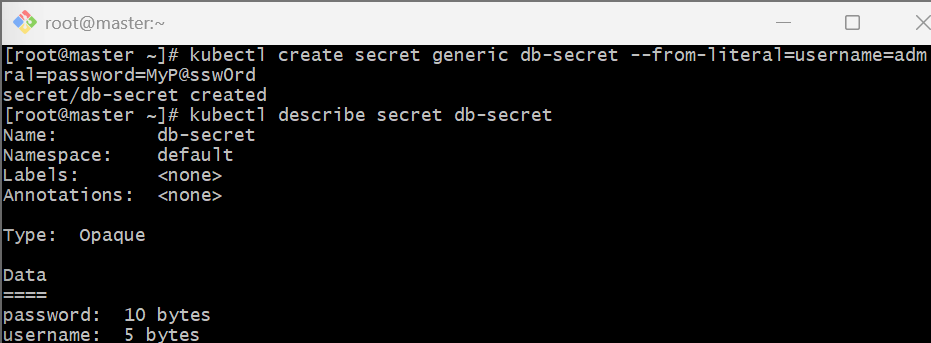 root@master:~
[root@master ~]# kubectl create secret generic db-secret --from-literal=username=adm
ral=password=MyP@ssw0rd
secret/db-secret created
[root@master ~]# kubectl describe secret db-secret
Name:         db-secret
Namespace:    default
Labels:       <none>
Annotations:  <none>

Type:  Opaque

Data
====
password:  10 bytes
username:  5 bytes